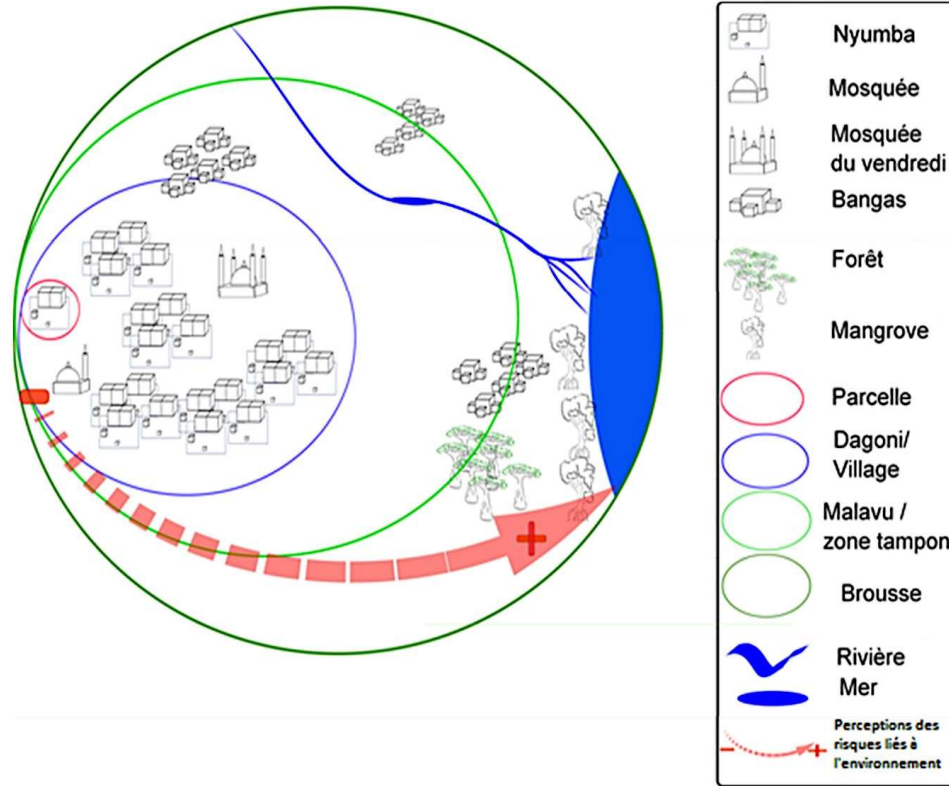 Nyumba
Mosquée
Mosquée
du vendredi
Bangas
Forêt
Mangrove
Parcelle
Dagoni/
Village
Malavu /
zone tampon
Brousse
Rivière
Mer
Perceptions des
risques liés à
l'environnement